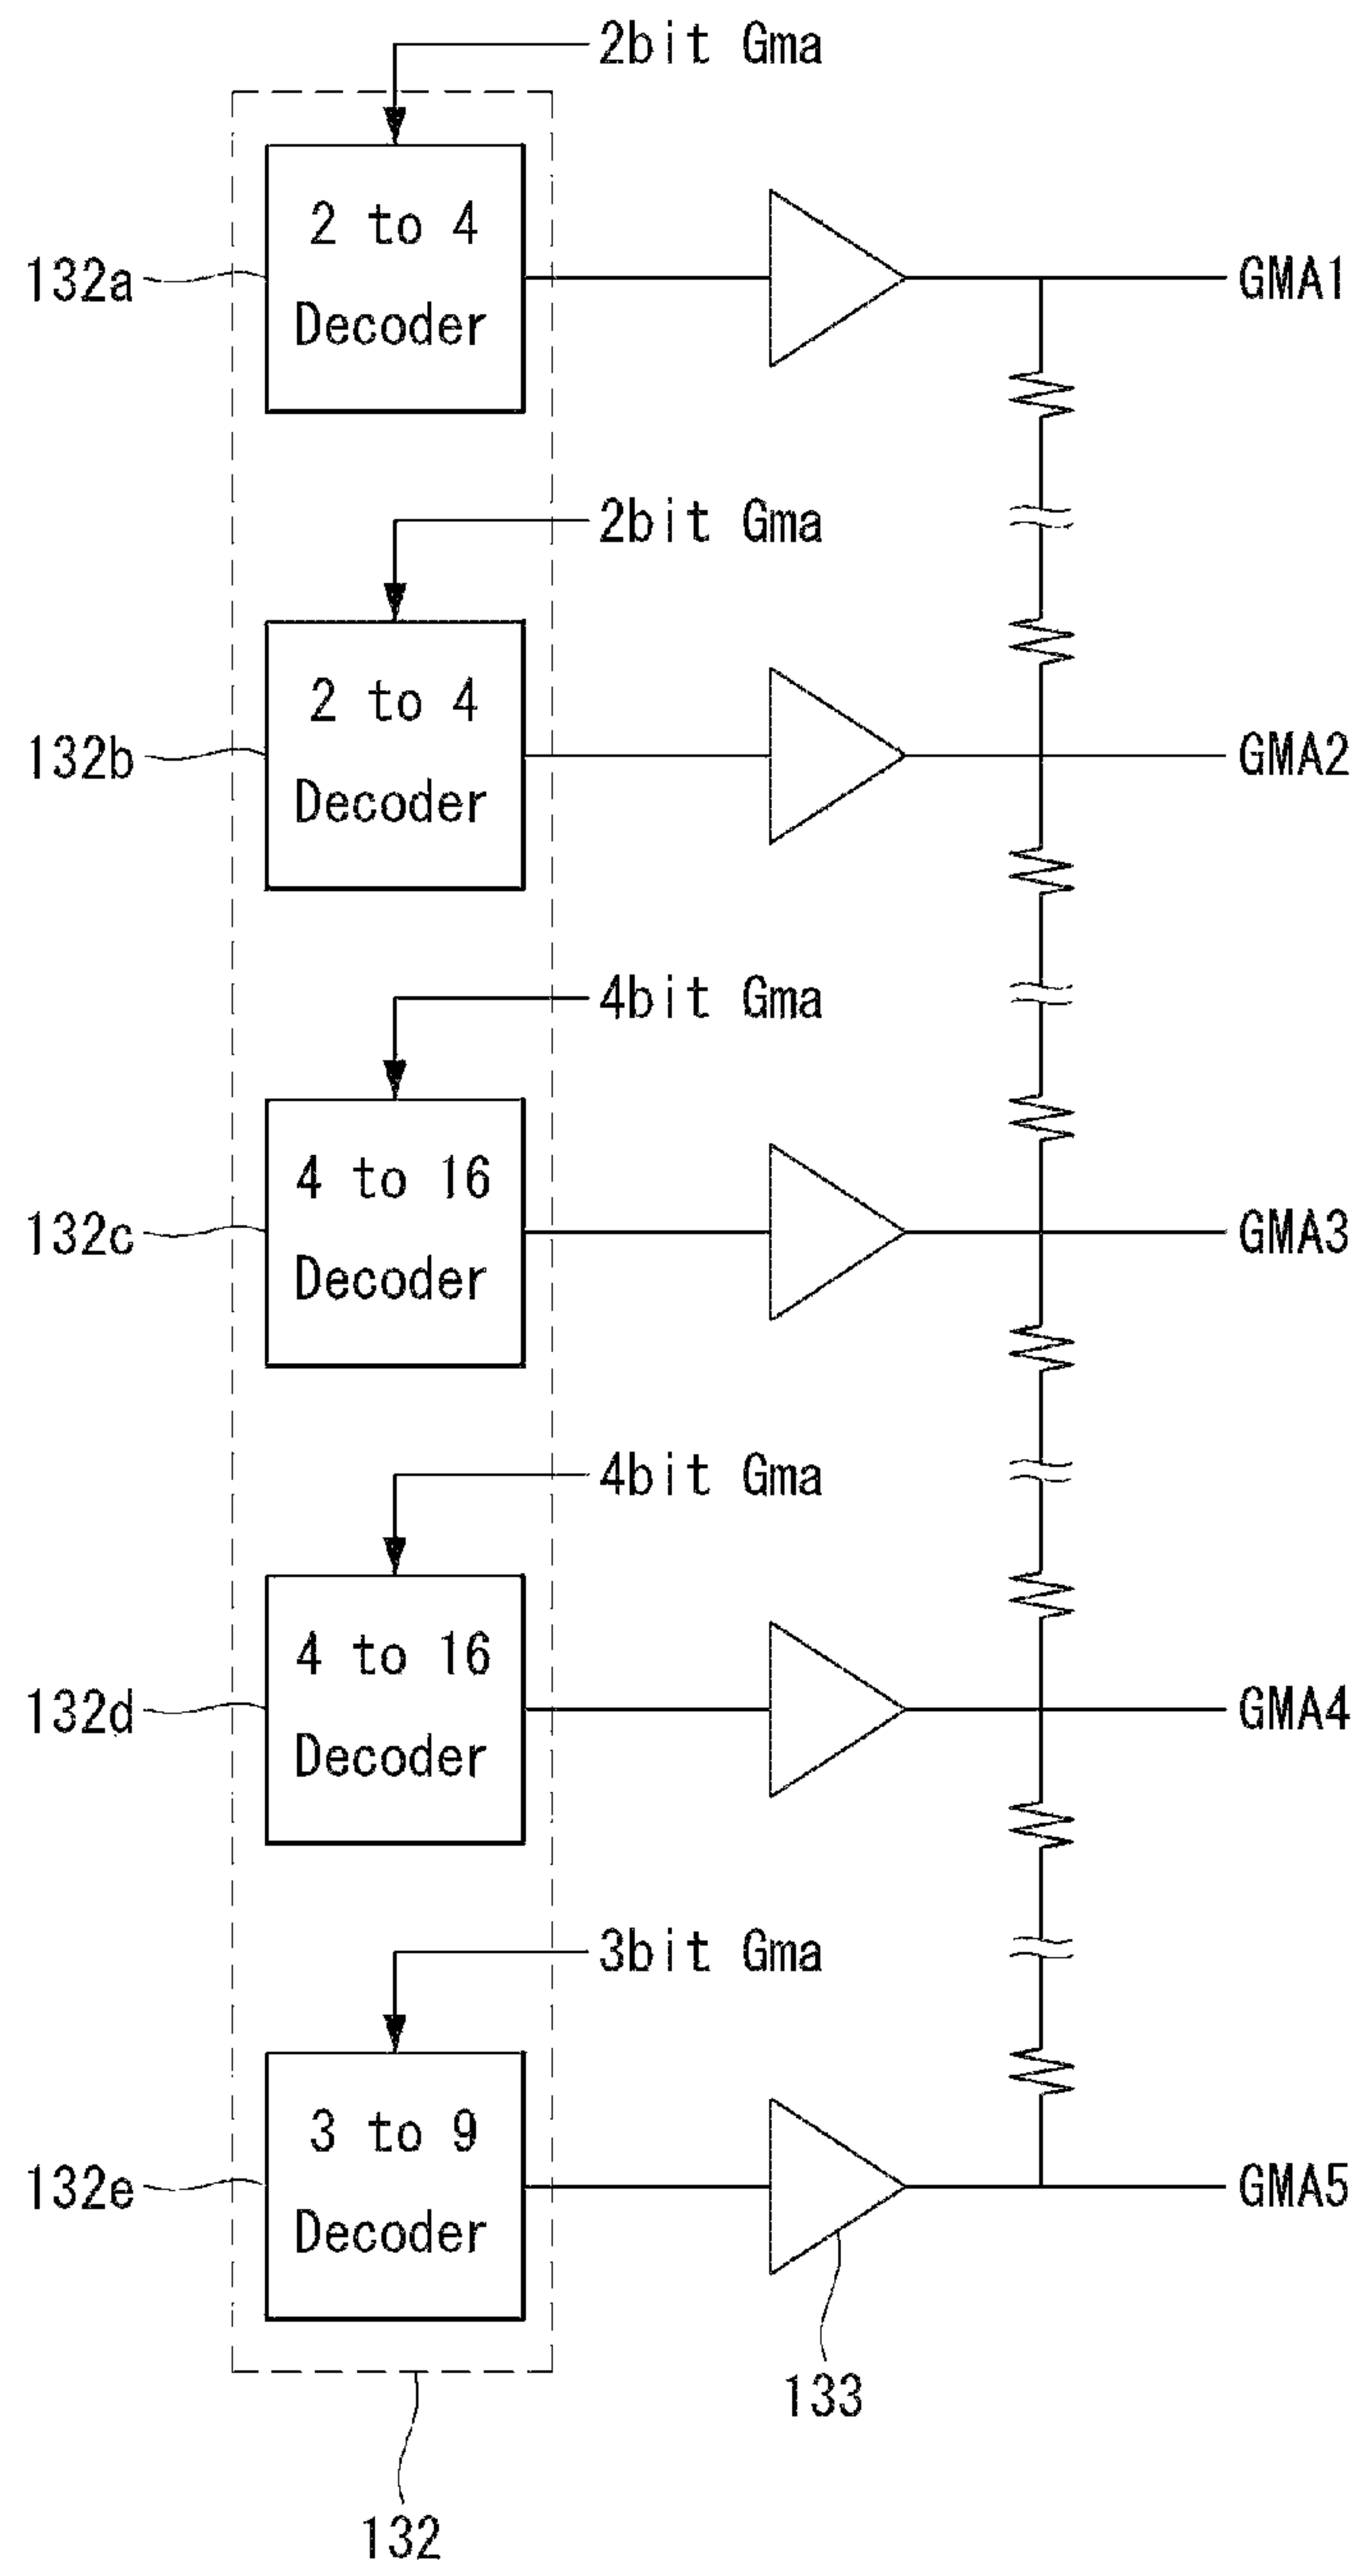 2bit Gma
2 to 4
Decoder
132a
GMA1
2bit Gma
2 to 4
Decoder
132b
GMA2
4bit Gma
4 to 16
Decoder
132c
GMA3
4bit Gma
4 to 16
Decoder
132d
GMA4
3bit Gma
3 to 9
Decoder
132e
GMA5
133
132